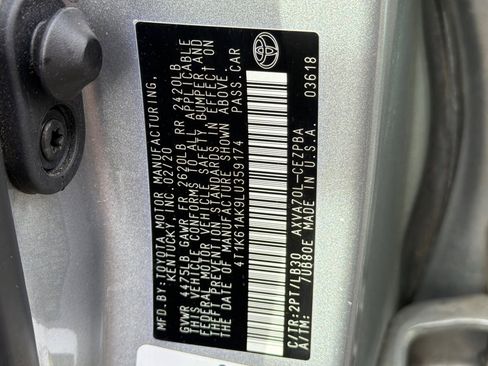 MFD.BY:TOYOTA MOTOR MANUFACTURING,
KENTUCKY, INC. 02/20
GVWR 4475LB GAWR FR 2620LB RR 2420LB
THIS VEHICLE CONFORMS TO ALL APPLICABLE
FEDERAL MOTOR VEHICLE SAFETY, BUMPER, AND
THEFT PREVENTION STANDARDS IN EFFECT ON
THE DATE OF MANUFACTURE SHOWN ABOVE.
4T1K61AK9LU359174 PASS.CAR
C/TR:2PT/LB30 AXVA70L-CEZPBA 03618
A/TM: /UB80E MADE IN U.S.A.